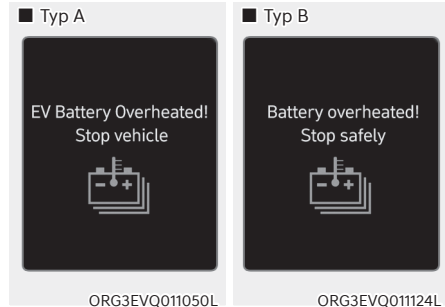 ■ Typ A
EV Battery Overheated!
Stop vehicle
ORG3EVQ011050L
■ Typ B
Battery overheated!
Stop safely
ORG3EVQ011124L